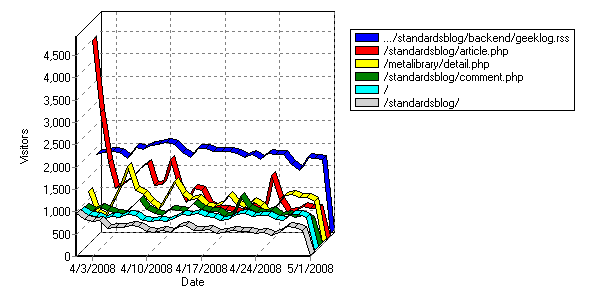 4,500
4,000
3,500
3,000
2,500
2,000
1,500
1,000
500
0
Visitors
4/3/2008 4/10/2008 4/17/2008 4/24/2008 5/1/2008
Date
.../standardsblog/backend/geeklog.rss
/standardsblog/article.php
/metalibrary/detail.php
/standardsblog/comment.php
/
/standardsblog/